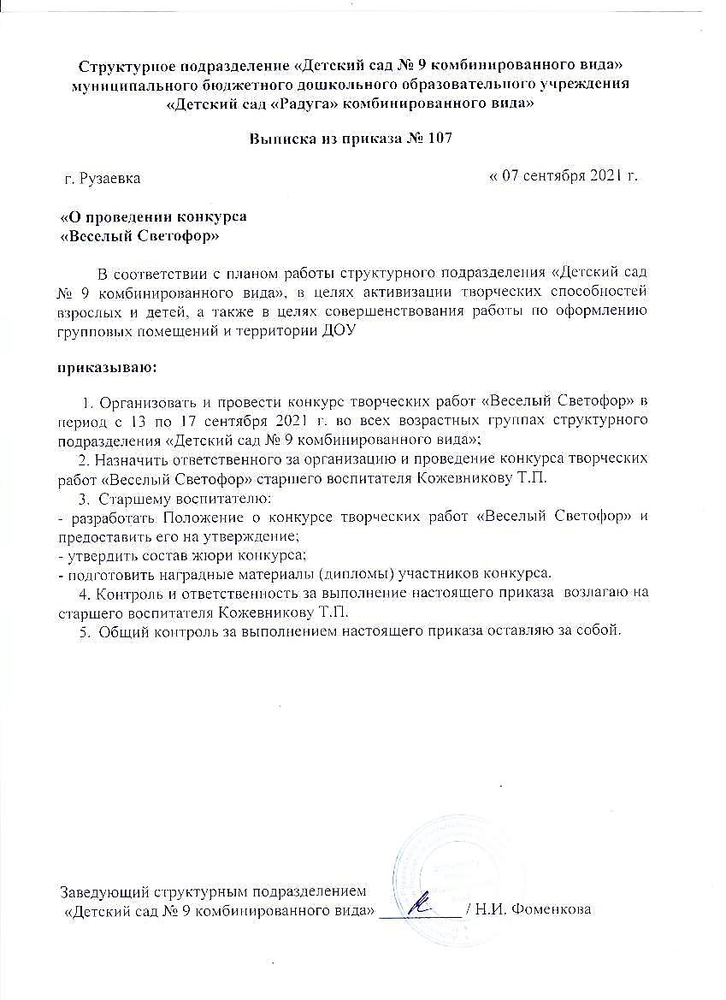 Структурное подразделение «Детский сад № 9 комбинированного вида»
муниципального бюджетного дошкольного образовательного учреждения
«Детский сад «Радуга» комбинированного вида»
Выписка из приказа № 107
г. Рузаевка « 07 сентября 2021 г.
«О проведении конкурса
«Веселый Светофор»
В соответствии с планом работы структурного подразделения «Детский сад
№ 9 комбинированного вида», в целях активизации творческих способностей
взрослых и детей, а также в целях совершенствования работы по оформлению
групповых помещений и территории ДОУ
приказываю:
1. Организовать и провести конкурс творческих работ «Веселый Светофор» в
период с 13 по 17 сентября 2021 г. во всех возрастных группах структурного
подразделения «Детский сад № 9 комбинированного вида»;
2. Назначить ответственного за организацию и проведение конкурса творческих
работ «Веселый Светофор» старшего воспитателя Кожевникову Т.П.
3. Старшему воспитателю:
- разработать Положение о конкурсе творческих работ «Веселый Светофор» и
предоставить его на утверждение;
- утвердить состав жюри конкурса;
- подготовить наградные материалы (дипломы) участников конкурса.
4. Контроль и ответственность за выполнение настоящего приказа возлагаю на
старшего воспитателя Кожевникову Т.П.
5. Общий контроль за выполнением настоящего приказа оставляю за собой.
Заведующий структурным подразделением
«Детский сад № 9 комбинированного вида» __________ / Н.И. Фоменкова